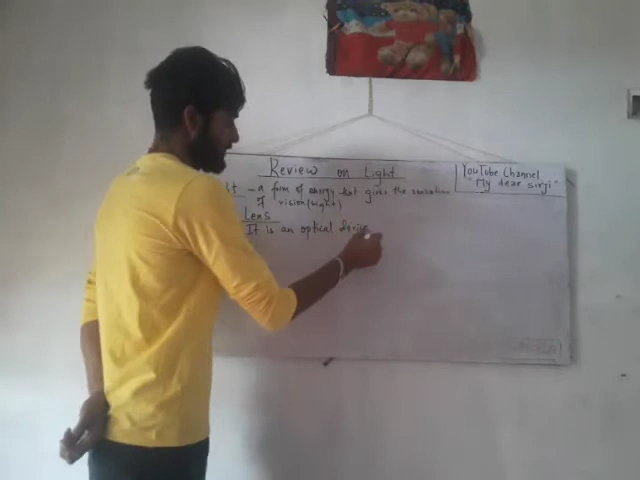 Review on Light
YouTube Channel
"My dear sirji"
- a form of energy that gives the sensation
of vision(sight)
Lens
It is an optical device